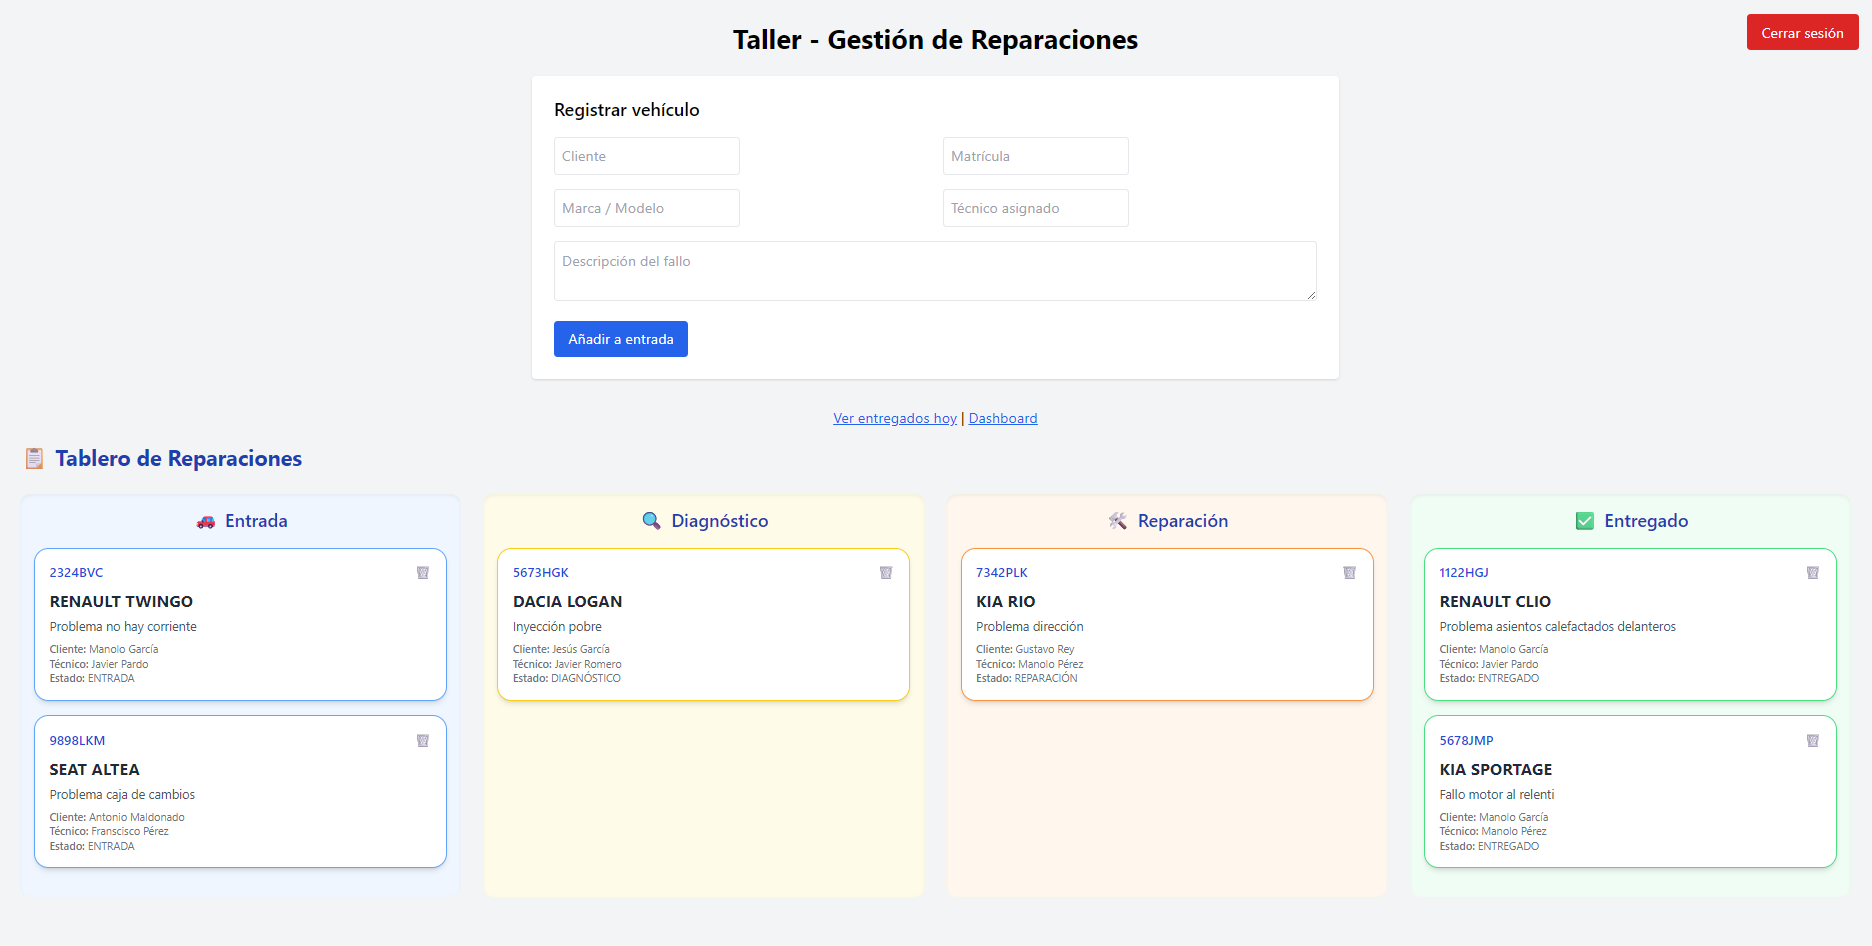 Taller - Gestión de Reparaciones
Cerrar sesión
Registrar vehículo
Cliente
Matrícula
Marca / Modelo
Técnico asignado
Descripción del fallo
Añadir a entrada
Ver entregados hoy | Dashboard
Tablero de Reparaciones
Entrada
2324BVC
RENAULT TWINGO
Problema no hay corriente
Cliente: Manolo García
Técnico: Javier Pardo
Estado: ENTRADA
9898LKM
SEAT ALTEA
Problema caja de cambios
Cliente: Antonio Maldonado
Técnico: Franscisco Pérez
Estado: ENTRADA
Diagnóstico
5673HGK
DACIA LOGAN
Inyección pobre
Cliente: Jesús García
Técnico: Javier Romero
Estado: DIAGNÓSTICO
Reparación
7342PLK
KIA RIO
Problema dirección
Cliente: Gustavo Rey
Técnico: Manolo Pérez
Estado: REPARACIÓN
Entregado
1122HGJ
RENAULT CLIO
Problema asientos calefactados delanteros
Cliente: Manolo García
Técnico: Javier Pardo
Estado: ENTREGADO
5678JMP
KIA SPORTAGE
Fallo motor al relenti
Cliente: Manolo García
Técnico: Manolo Pérez
Estado: ENTREGADO